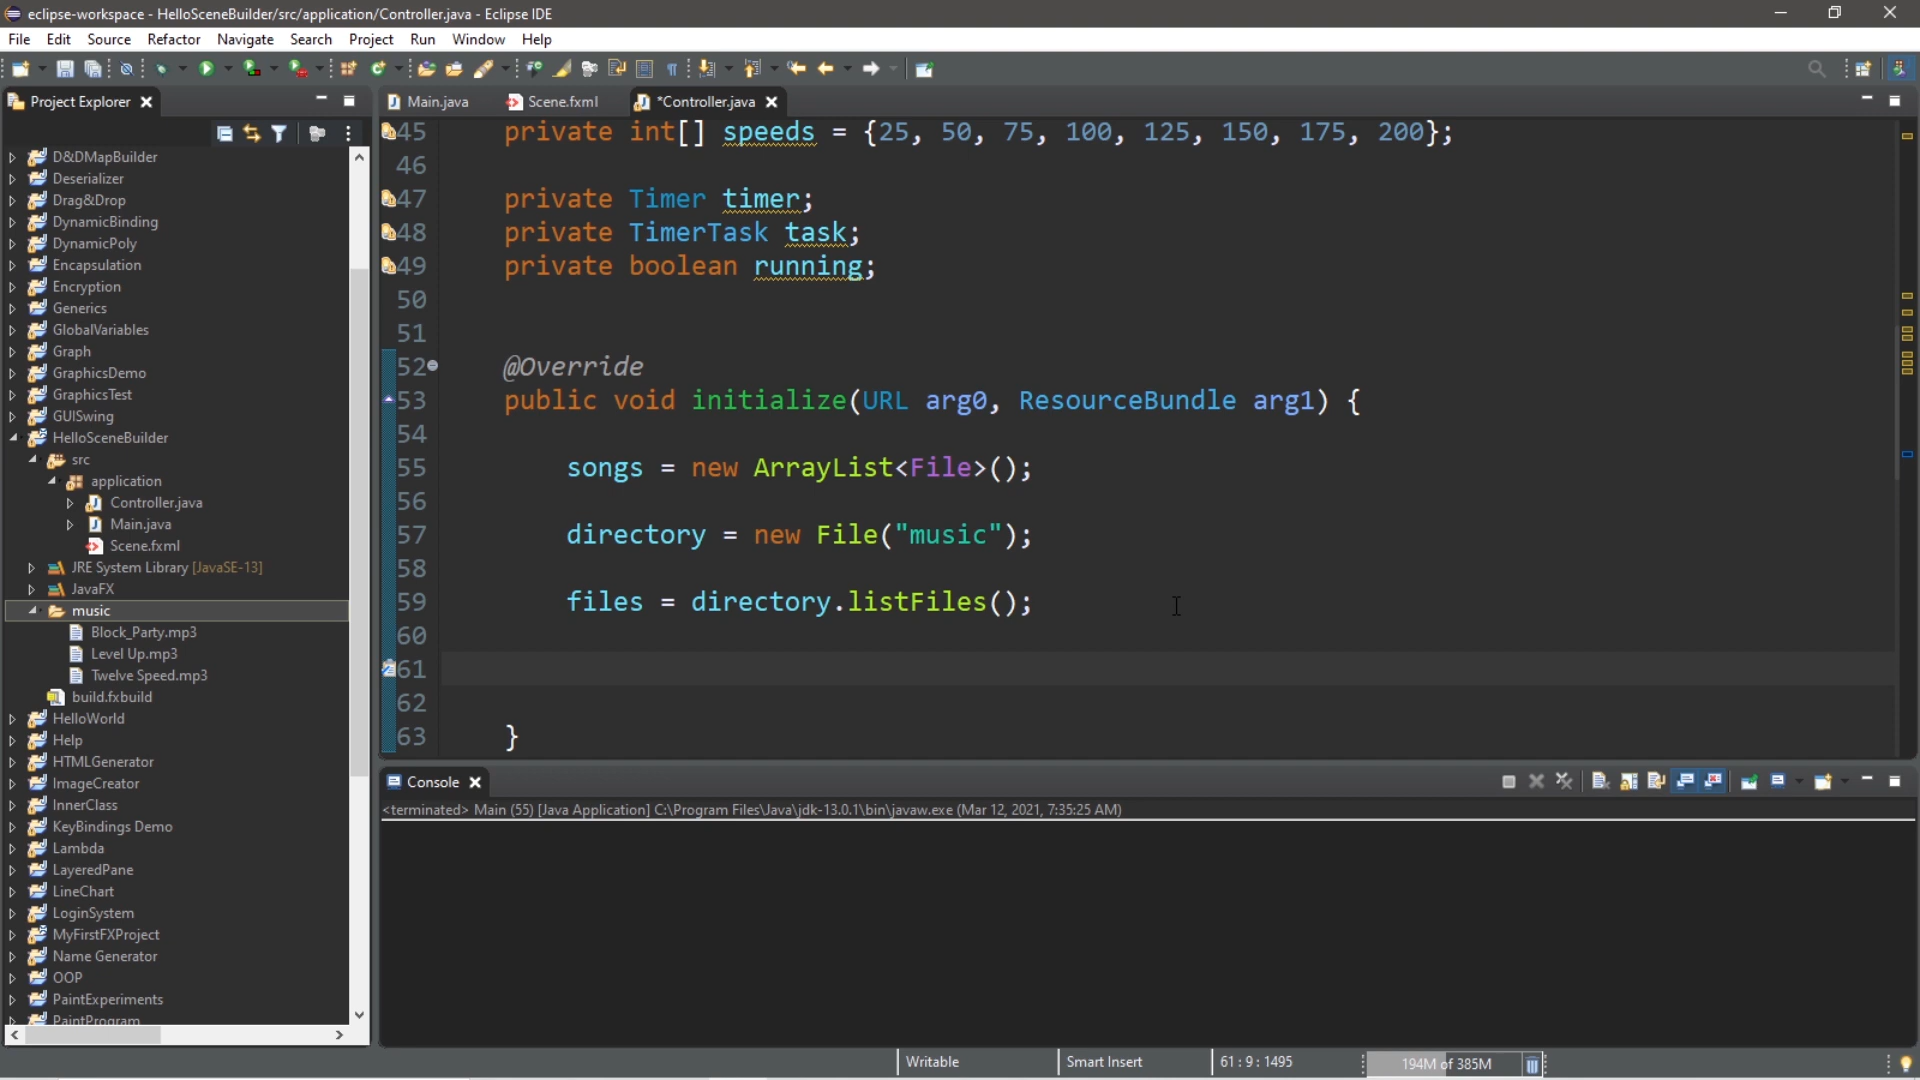 eclipse-workspace - HelloSceneBuilder/src/application/Controller.java - Eclipse IDE
File Edit Source Refactor Navigate Search Project Run Window Help
Project Explorer
Main.java Scene.fxml *Controller.java
D&DMapBuilder
Deserializer
Drag&Drop
DynamicBinding
DynamicPoly
Encapsulation
Encryption
Generics
GlobalVariables
Graph
GraphicsDemo
GraphicsTest
GUISwing
HelloSceneBuilder
src
application
Controller.java
Main.java
Scene.fxml
JRE System Library [JavaSE-13]
JavaFX
music
Block_Party.mp3
Level Up.mp3
Twelve Speed.mp3
build.fxbuild
HelloWorld
Help
HTMLGenerator
ImageCreator
InnerClass
KeyBindings Demo
Lambda
LayeredPane
LineChart
LoginSystem
MyFirstFXProject
Name Generator
OOP
PaintExperiments
PaintProgram
45 private int[] speeds = {25, 50, 75, 100, 125, 150, 175, 200};
46
47 private Timer timer;
48 private TimerTask task;
49 private boolean running;
50
51
52 @Override
53 public void initialize(URL arg0, ResourceBundle arg1) {
54
55 songs = new ArrayList<File>();
56
57 directory = new File("music");
58
59 files = directory.listFiles();
60
61
62
63 }
Console
<terminated> Main (55) [Java Application] C:\Program Files\Java\jdk-13.0.1\bin\javaw.exe (Mar 12, 2021, 7:35:25 AM)
Writable Smart Insert 61 : 9 : 1495 194M of 385M